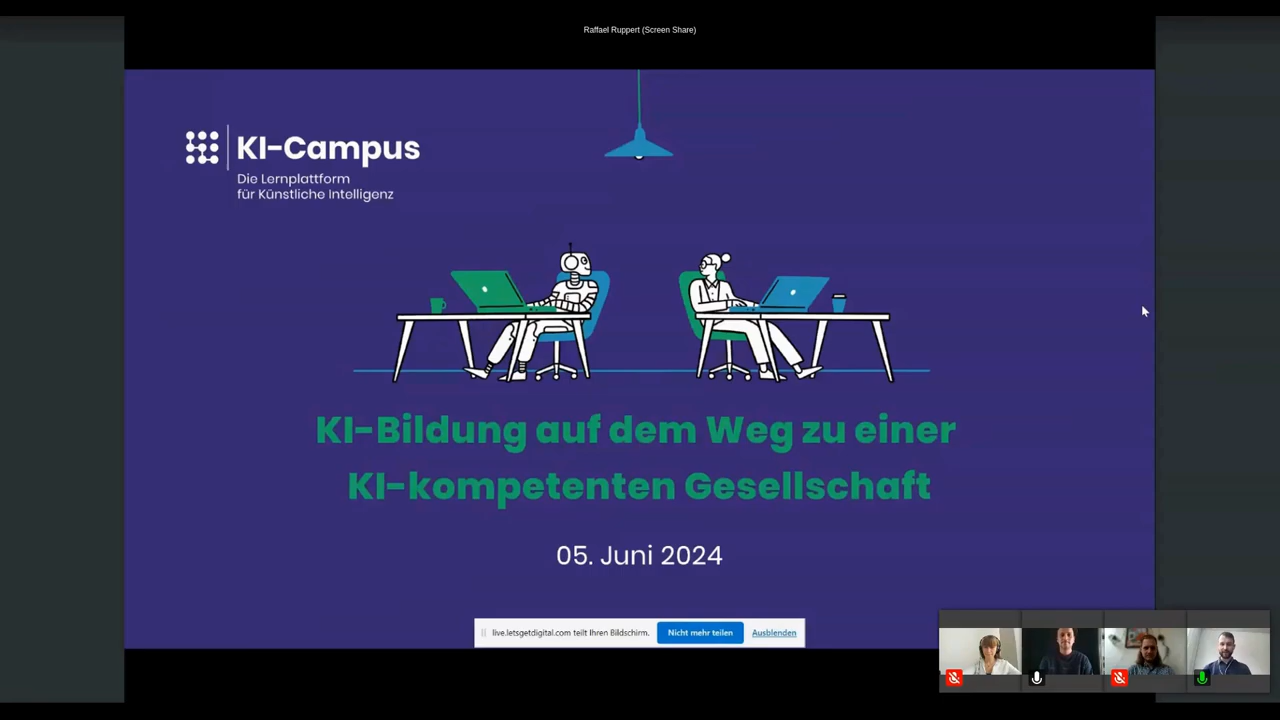 Raffael Ruppert (Screen Share)
KI-Campus
Die Lernplattform
für Künstliche Intelligenz
KI-Bildung auf dem Weg zu einer
KI-kompetenten Gesellschaft
05. Juni 2024
live.letsgetdigital.com teilt Ihren Bildschirm. Nicht mehr teilen Ausblenden